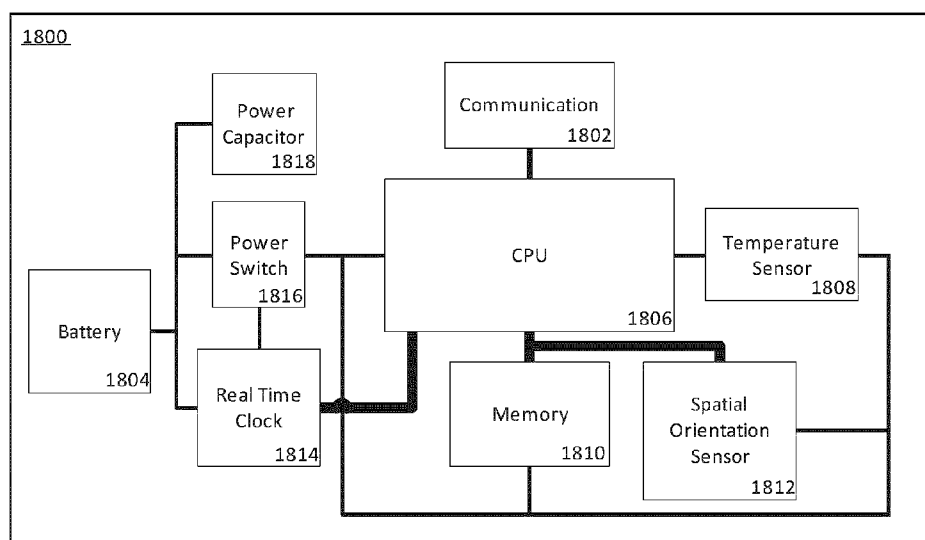 1800
Power
Capacitor
1818
Communication
1802
Power
Switch
1816
CPU
1806
Temperature
Sensor
1808
Battery
1804
Real Time
Clock
1814
Memory
1810
Spatial
Orientation
Sensor
1812